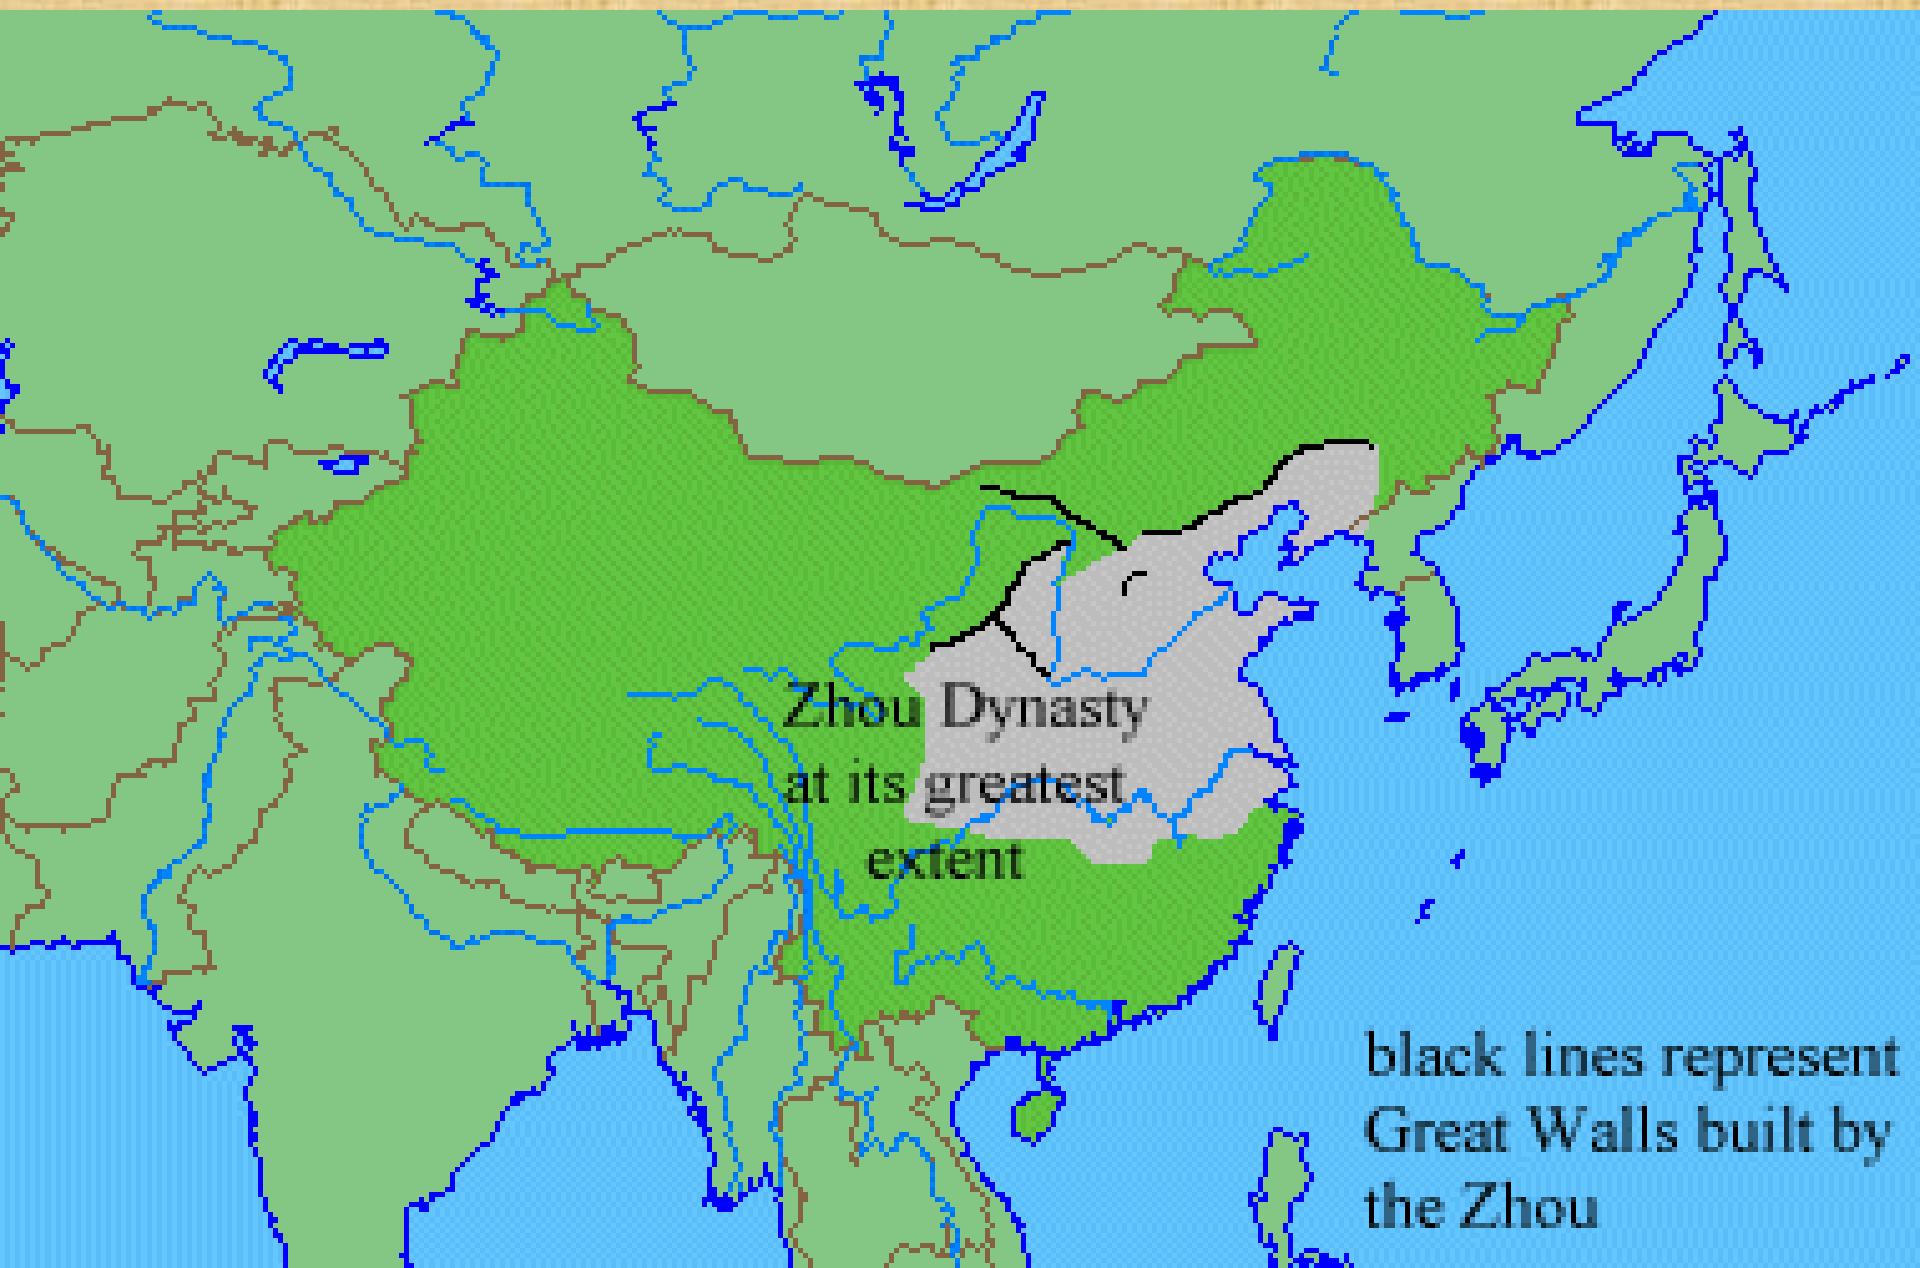 Zhou Dynasty
at its greatest
extent
black lines represent
Great Walls built by
the Zhou